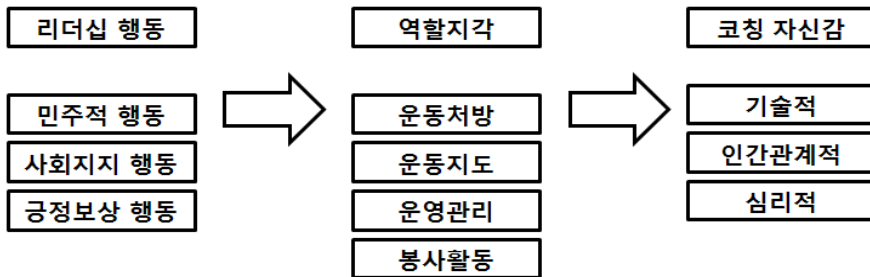 리더십 행동
민주적 행동
사회지지 행동
긍정보상 행동
역할지각
운동처방
운동지도
운영관리
봉사활동
코칭 자신감
기술적
인간관계적
심리적